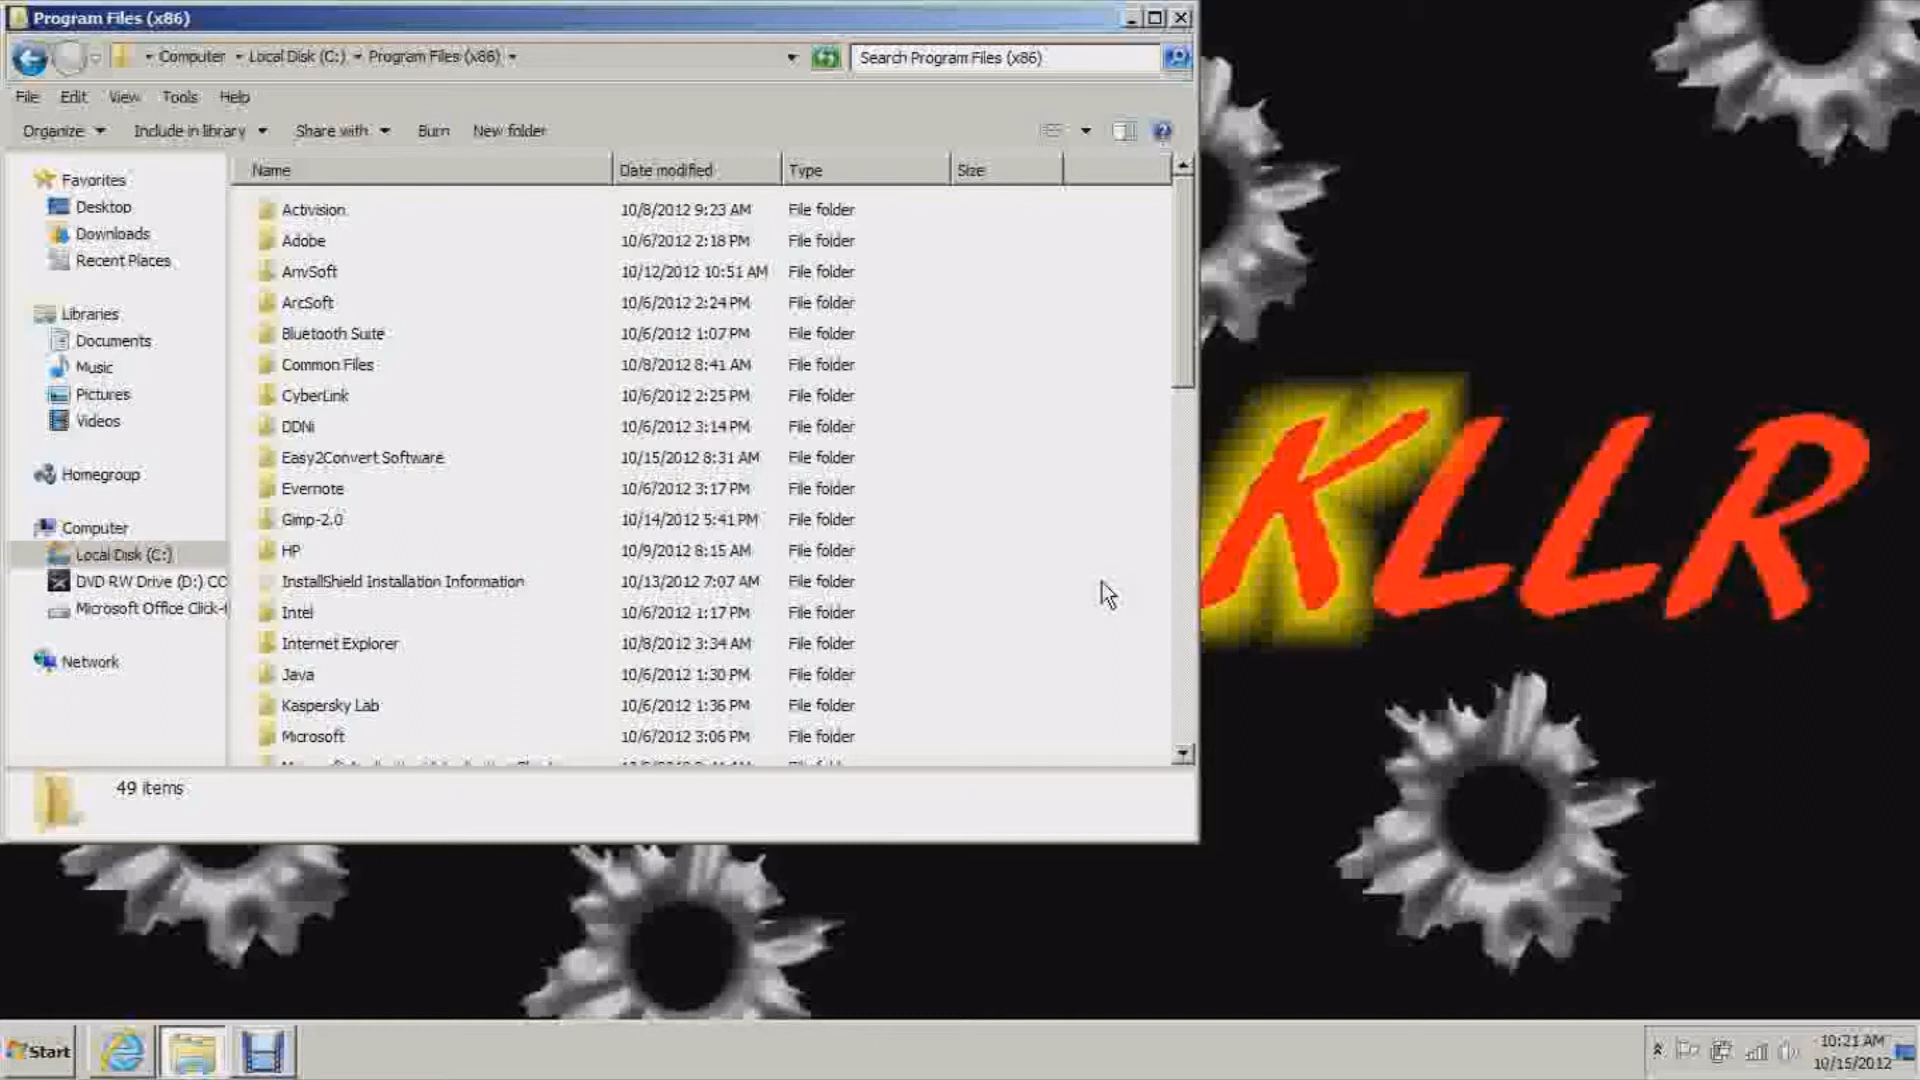 Program Files (x86)
Computer Local Disk (C:) Program Files (x86)
Search Program Files (x86)
File Edit View Tools Help
Organize Include in library Share with Burn New folder
Name Date modified Type Size
Favorites
Desktop
Downloads
Recent Places
Libraries
Documents
Music
Pictures
Videos
Homegroup
Computer
Local Disk (C:)
DVD RW Drive (D:) CO
Microsoft Office Click-
Network
Activision 10/8/2012 9:23 AM File folder
Adobe 10/6/2012 2:18 PM File folder
AnvSoft 10/12/2012 10:51 AM File folder
ArcSoft 10/6/2012 2:24 PM File folder
Bluetooth Suite 10/6/2012 1:07 PM File folder
Common Files 10/8/2012 8:41 AM File folder
CyberLink 10/6/2012 2:25 PM File folder
DDNi 10/6/2012 3:14 PM File folder
Easy2Convert Software 10/15/2012 8:31 AM File folder
Evernote 10/6/2012 3:17 PM File folder
Gimp-2.0 10/14/2012 5:41 PM File folder
HP 10/9/2012 8:15 AM File folder
InstallShield Installation Information 10/13/2012 7:07 AM File folder
Intel 10/6/2012 1:17 PM File folder
Internet Explorer 10/8/2012 3:34 AM File folder
Java 10/6/2012 1:30 PM File folder
Kaspersky Lab 10/6/2012 1:36 PM File folder
Microsoft 10/6/2012 3:06 PM File folder
49 items
KLLR
Start
10:21 AM
10/15/2012